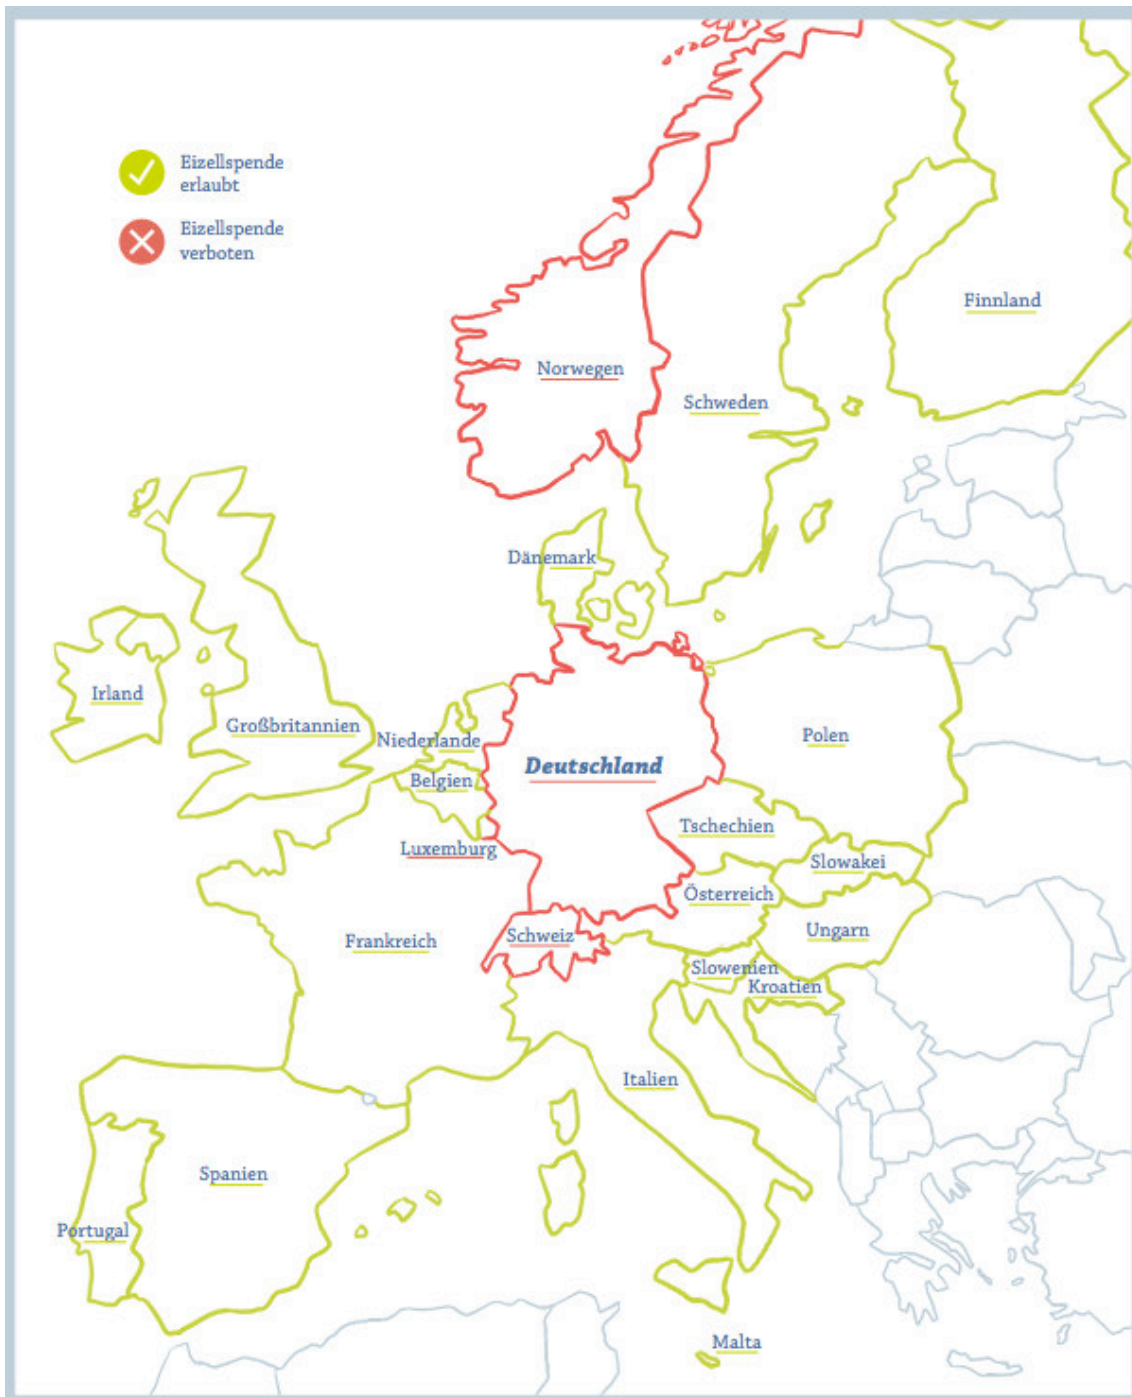 Eizellspende
erlaubt
Eizellspende
verboten
Finnland
Norwegen
Schweden
Dänemark
Irland
Großbritannien
Niederlande
Polen
Deutschland
Belgien
Tschechien
Luxemburg
Slowakei
Österreich
Ungarn
Schweiz
Frankreich
Slowenien
Kroatien
Italien
Spanien
Portugal
Malta